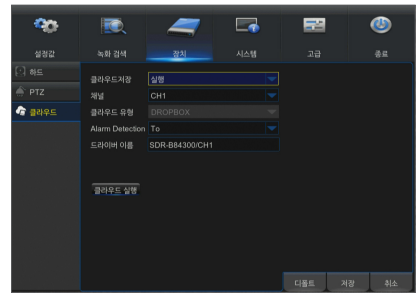 설정값 녹화 검색 장치 시스템 고급 종료
하드
PTZ
클라우드
클라우드저장 실행
채널 CH1
클라우드 유형 DROPBOX
Alarm Detection To
드라이버 이름 SDR-B84300/CH1
클라우드 실행
디폴트 저장 취소